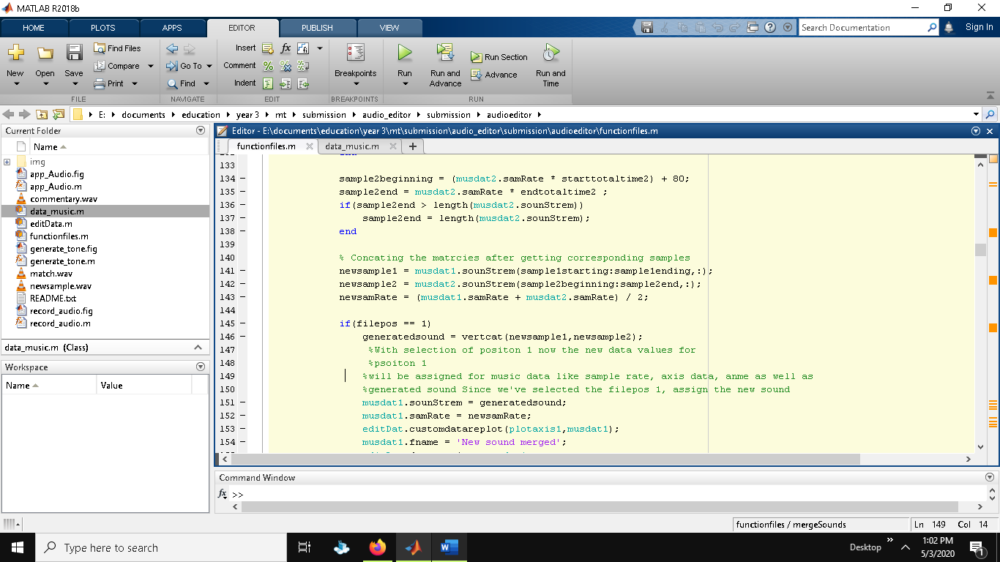 MATLAB R2018b
HOME PLOTS APPS EDITOR PUBLISH VIEW Search Documentation Sign In
New Open Save Find Files Compare Print
Go To Find
Insert fx Comment Indent
Breakpoints
Run Run and Advance Run Section Advance Run and Time
FILE NAVIGATE EDIT BREAKPOINTS RUN
E: documents education year 3 mt submission audio_editor submission audioeditor
Current Folder
Name
img
app_Audio.fig
app_Audio.m
commentary.wav
data_music.m
editData.m
functionfiles.m
generate_tone.fig
generate_tone.m
match.wav
newsample.wav
README.txt
record_audio.fig
record_audio.m
data_music.m (Class)
Workspace
Name Value
Editor - E:\documents\education\year 3\mt\submission\audio_editor\submission\audioeditor\functionfiles.m
functionfiles.m data_music.m
133
134 sample2beginning = (musdat2.samRate * starttotaltime2) + 80;
135 sample2end = musdat2.samRate * endtotaltime2 ;
136 if(sample2end > length(musdat2.sounStrem))
137 sample2end = length(musdat2.sounStrem);
138 end
139
140 % Concating the matrcies after getting corresponding samples
141 newsample1 = musdat1.sounStrem(sample1starting:sample1ending,:);
142 newsample2 = musdat2.sounStrem(sample2beginning:sample2end,:);
143 newsamRate = (musdat1.samRate + musdat2.samRate) / 2;
144
145 if(filepos == 1)
146 generatedsound = vertcat(newsample1,newsample2);
147 %With selection of positon 1 now the new data values for
148 %psoiton 1
149 %will be assigned for music data like sample rate, axis data, anme as well as
150 %generated sound Since we've selected the filepos 1, assign the new sound
151 musdat1.sounStrem = generatedsound;
152 musdat1.samRate = newsamRate;
153 editDat.customdatareplot(plotaxis1,musdat1);
154 musdat1.fname = 'New sound merged';
Command Window
fx >>
functionfiles / mergeSounds Ln 149 Col 14
Type here to search
Desktop
1:02 PM
5/3/2020
1